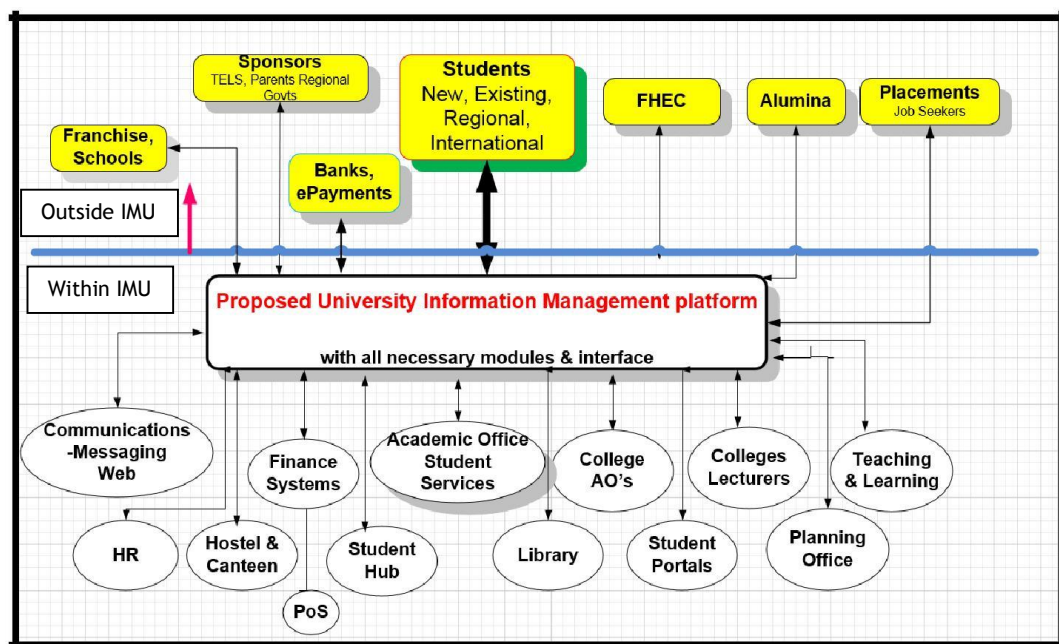 Sponsors
TELS, Parents Regional
Govts
Students
New, Existing,
Regional,
International
FHEC
Alumina
Placements
Job Seekers
Franchise,
Schools
Banks,
ePayments
Outside IMU
Within IMU
Proposed University Information Management platform
with all necessary modules & interface
Communications
-Messaging
Web
Finance
Systems
Academic Office
Student
Services
College
AO's
Colleges
Lecturers
Teaching
& Learning
HR
Hostel &
Canteen
Student
Hub
Library
Student
Portals
Planning
Office
PoS